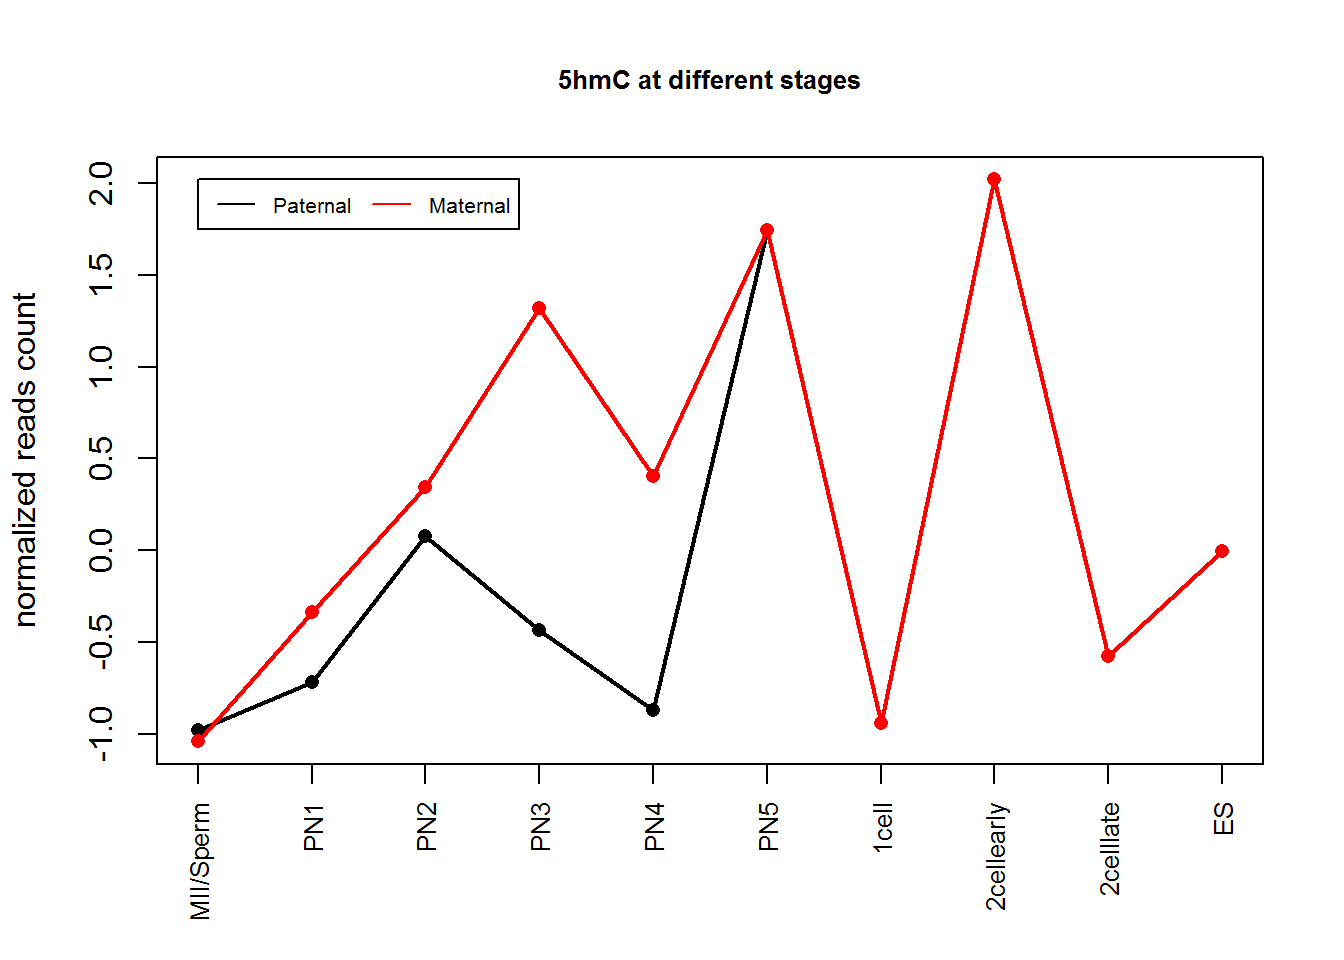 5hmC at different stages
Paternal Maternal
normalized reads count
2.0
1.5
1.0
0.5
0.0
-0.5
-1.0
MII/Sperm
PN1
PN2
PN3
PN4
PN5
1cell
2cellearly
2celllate
ES